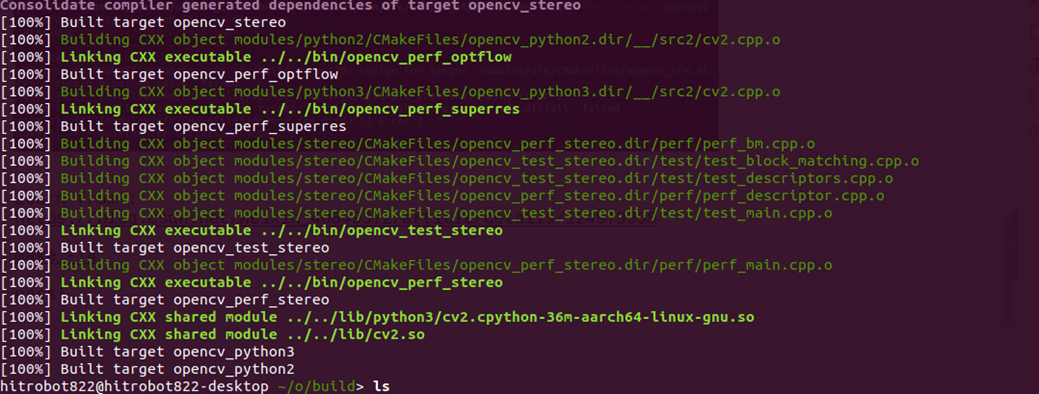 Consolidate compiler generated dependencies of target opencv_stereo
[100%] Built target opencv_stereo
[100%] Building CXX object modules/python2/CMakeFiles/opencv_python2.dir/__/src2/cv2.cpp.o
[100%] Linking CXX executable ../../bin/opencv_perf_optflow
[100%] Built target opencv_perf_optflow
[100%] Building CXX object modules/python3/CMakeFiles/opencv_python3.dir/__/src2/cv2.cpp.o
[100%] Linking CXX executable ../../bin/opencv_perf_superres
[100%] Built target opencv_perf_superres
[100%] Building CXX object modules/stereo/CMakeFiles/opencv_perf_stereo.dir/perf/perf_bm.cpp.o
[100%] Building CXX object modules/stereo/CMakeFiles/opencv_test_stereo.dir/test/test_block_matching.cpp.o
[100%] Building CXX object modules/stereo/CMakeFiles/opencv_test_stereo.dir/test/test_descriptors.cpp.o
[100%] Building CXX object modules/stereo/CMakeFiles/opencv_perf_stereo.dir/perf/perf_descriptor.cpp.o
[100%] Building CXX object modules/stereo/CMakeFiles/opencv_test_stereo.dir/test/test_main.cpp.o
[100%] Linking CXX executable ../../bin/opencv_test_stereo
[100%] Built target opencv_test_stereo
[100%] Building CXX object modules/stereo/CMakeFiles/opencv_perf_stereo.dir/perf/perf_main.cpp.o
[100%] Linking CXX executable ../../bin/opencv_perf_stereo
[100%] Built target opencv_perf_stereo
[100%] Linking CXX shared module ../../lib/python3/cv2.cpython-36m-aarch64-linux-gnu.so
[100%] Linking CXX shared module ../../lib/cv2.so
[100%] Built target opencv_python3
[100%] Built target opencv_python2
hitrobot822@hitrobot822-desktop ~/o/build> ls